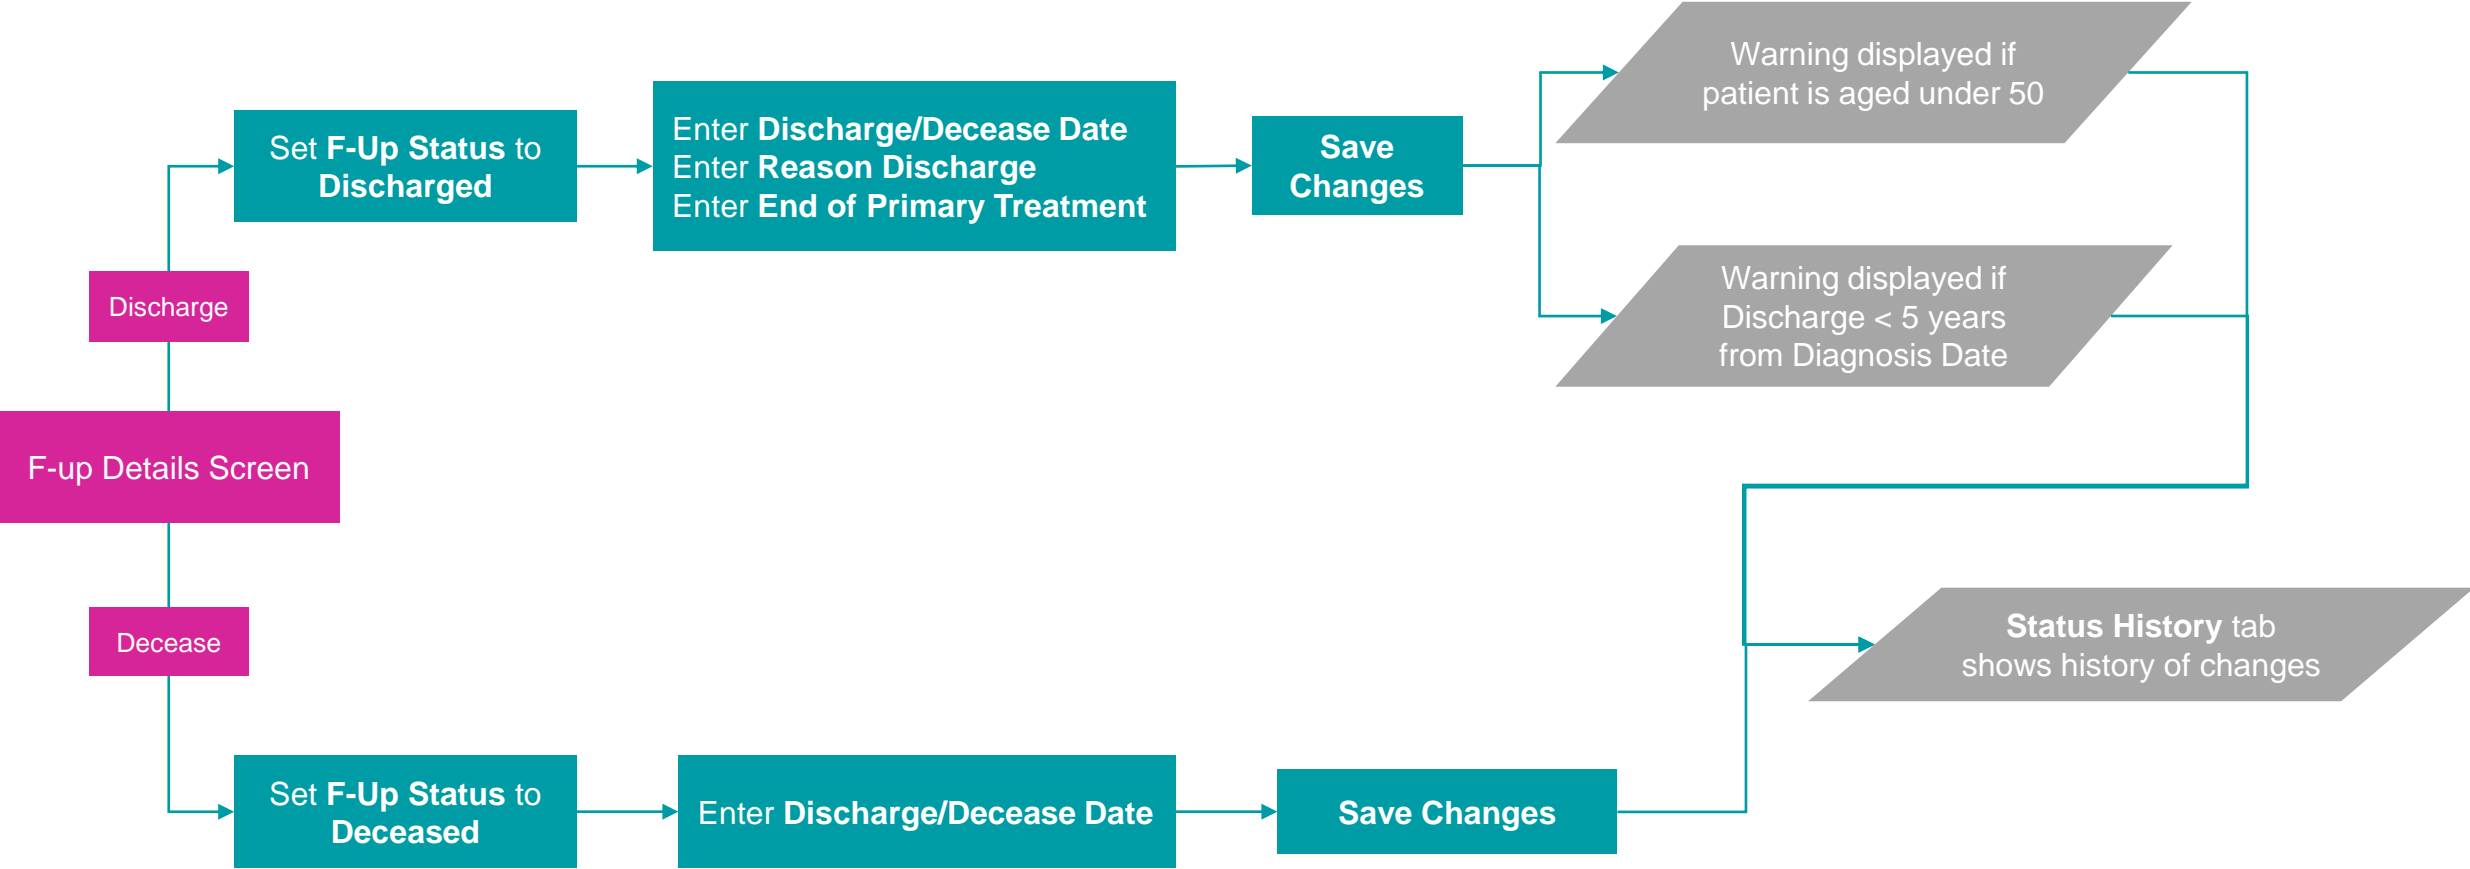 Warning displayed if
patient is aged under 50
Set F-Up Status to
Discharged
Enter Discharge/Decease Date
Enter Reason Discharge
Enter End of Primary Treatment
Save
Changes
Warning displayed if
Discharge < 5 years
from Diagnosis Date
Discharge
F-up Details Screen
Decease
Status History tab
shows history of changes
Set F-Up Status to
Deceased
Enter Discharge/Decease Date
Save Changes